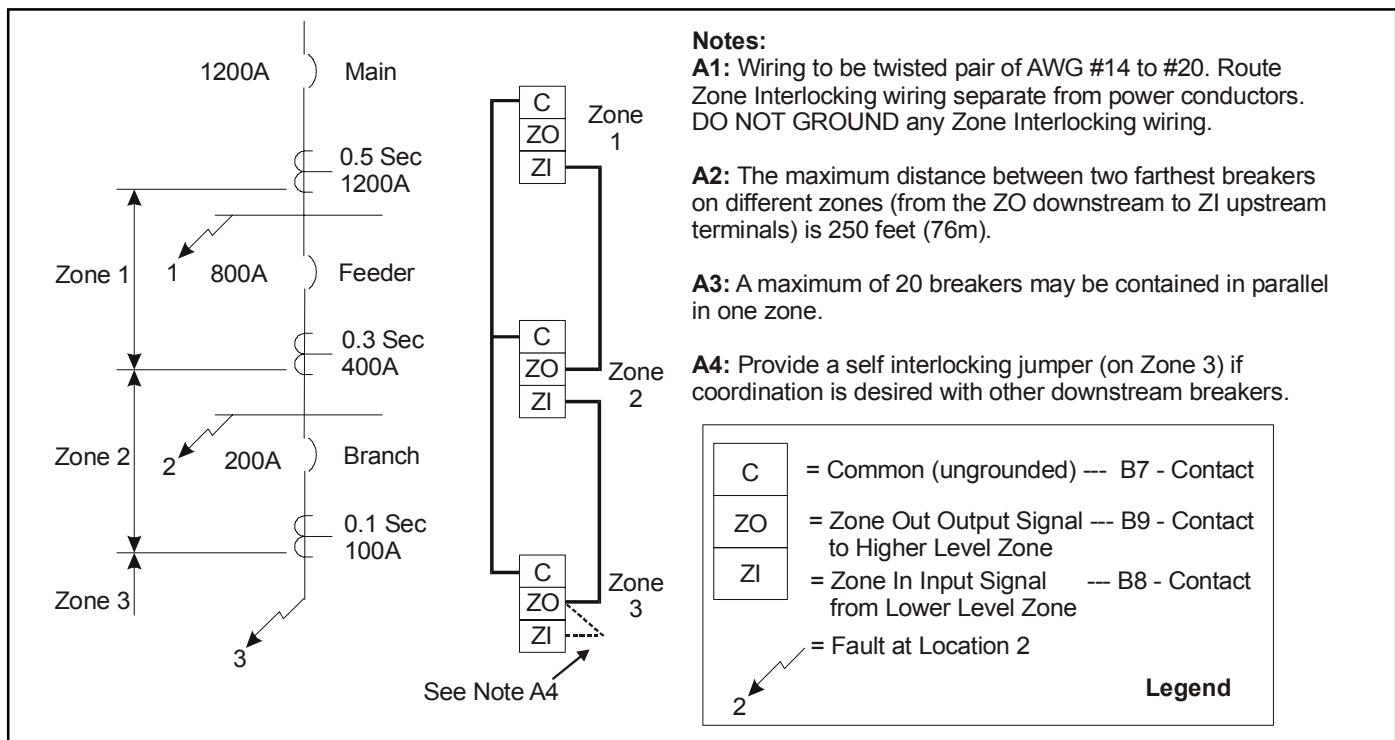 1200A
Main
0.5 Sec
1200A
Zone 1
1
800A
Feeder
0.3 Sec
400A
Zone 2
2
200A
Branch
0.1 Sec
100A
Zone 3
3
C
ZO
ZI
Zone
1
C
ZO
ZI
Zone
2
C
ZO
ZI
Zone
3
See Note A4
Notes:
A1: Wiring to be twisted pair of AWG #14 to #20. Route
Zone Interlocking wiring separate from power conductors.
DO NOT GROUND any Zone Interlocking wiring.
A2: The maximum distance between two farthest breakers
on different zones (from the ZO downstream to ZI upstream
terminals) is 250 feet (76m).
A3: A maximum of 20 breakers may be contained in parallel
in one zone.
A4: Provide a self interlocking jumper (on Zone 3) if
coordination is desired with other downstream breakers.
C = Common (ungrounded) --- B7 - Contact
ZO = Zone Out Output Signal --- B9 - Contact
to Higher Level Zone
ZI = Zone In Input Signal --- B8 - Contact
from Lower Level Zone
= Fault at Location 2
2
Legend